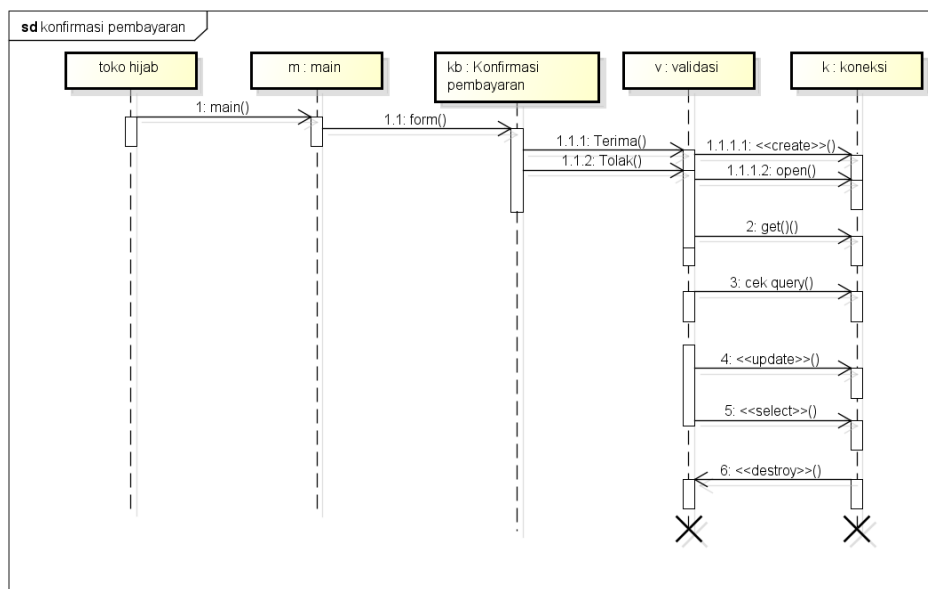 sd konfirmasi pembayaran
toko hijab
m : main
kb : Konfirmasi
pembayaran
v : validasi
k : koneksi
1: main()
1.1: form()
1.1.1: Terima()
1.1.1.1: <<create>>()
1.1.2: Tolak()
1.1.1.2: open()
2: get()()
3: cek query()
4: <<update>>()
5: <<select>>()
6: <<destroy>>()